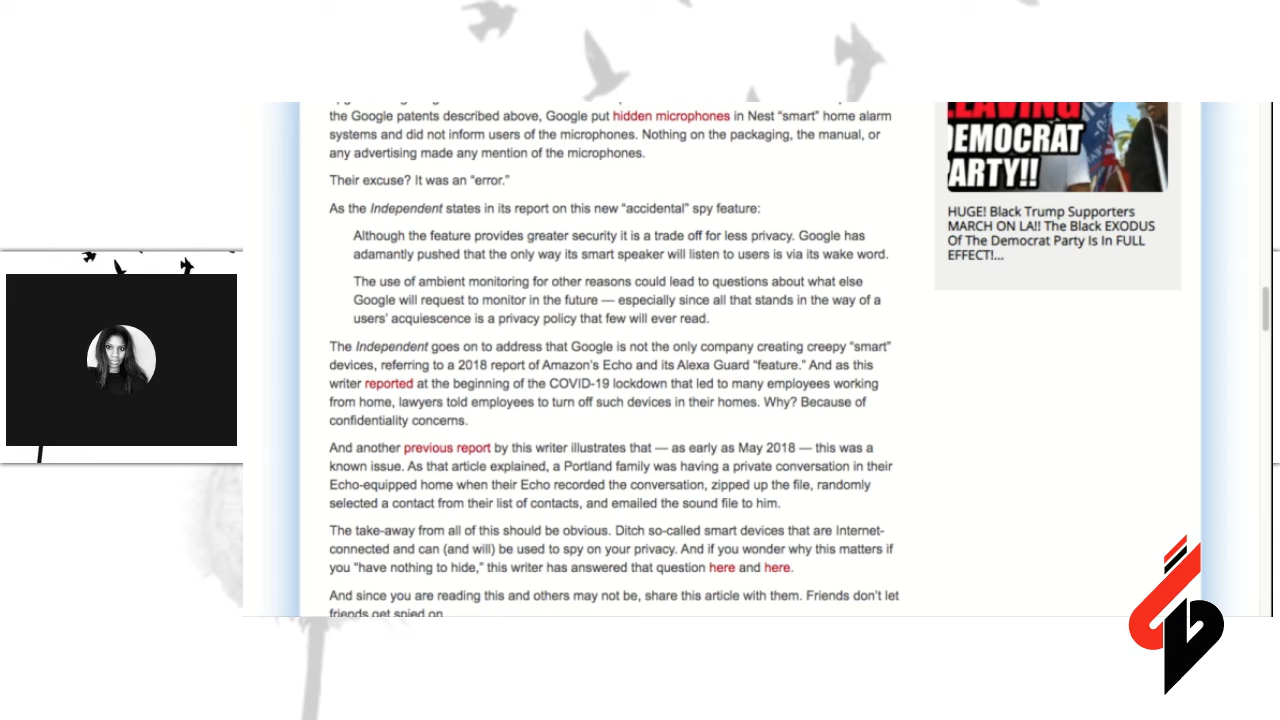 the Google patents described above, Google put hidden microphones in Nest “smart” home alarm
systems and did not inform users of the microphones. Nothing on the packaging, the manual, or
any advertising made any mention of the microphones.
Their excuse? It was an “error.”
As the Independent states in its report on this new “accidental” spy feature:
Although the feature provides greater security it is a trade off for less privacy. Google has
adamantly pushed that the only way its smart speaker will listen to users is via its wake word.
The use of ambient monitoring for other reasons could lead to questions about what else
Google will request to monitor in the future — especially since all that stands in the way of a
users’ acquiescence is a privacy policy that few will ever read.
The Independent goes on to address that Google is not the only company creating creepy “smart”
devices, referring to a 2018 report of Amazon’s Echo and its Alexa Guard “feature.” And as this
writer reported at the beginning of the COVID-19 lockdown that led to many employees working
from home, lawyers told employees to turn off such devices in their homes. Why? Because of
confidentiality concerns.
And another previous report by this writer illustrates that — as early as May 2018 — this was a
known issue. As that article explained, a Portland family was having a private conversation in their
Echo-equipped home when their Echo recorded the conversation, zipped up the file, randomly
selected a contact from their list of contacts, and emailed the sound file to him.
The take-away from all of this should be obvious. Ditch so-called smart devices that are Internet-
connected and can (and will) be used to spy on your privacy. And if you wonder why this matters if
you “have nothing to hide,” this writer has answered that question here and here.
And since you are reading this and others may not be, share this article with them. Friends don’t let
friends get spied on
LEAVING
DEMOCRAT
PARTY!!
HUGE! Black Trump Supporters
MARCH ON LA!! The Black EXODUS
Of The Democrat Party Is In FULL
EFFECT!...